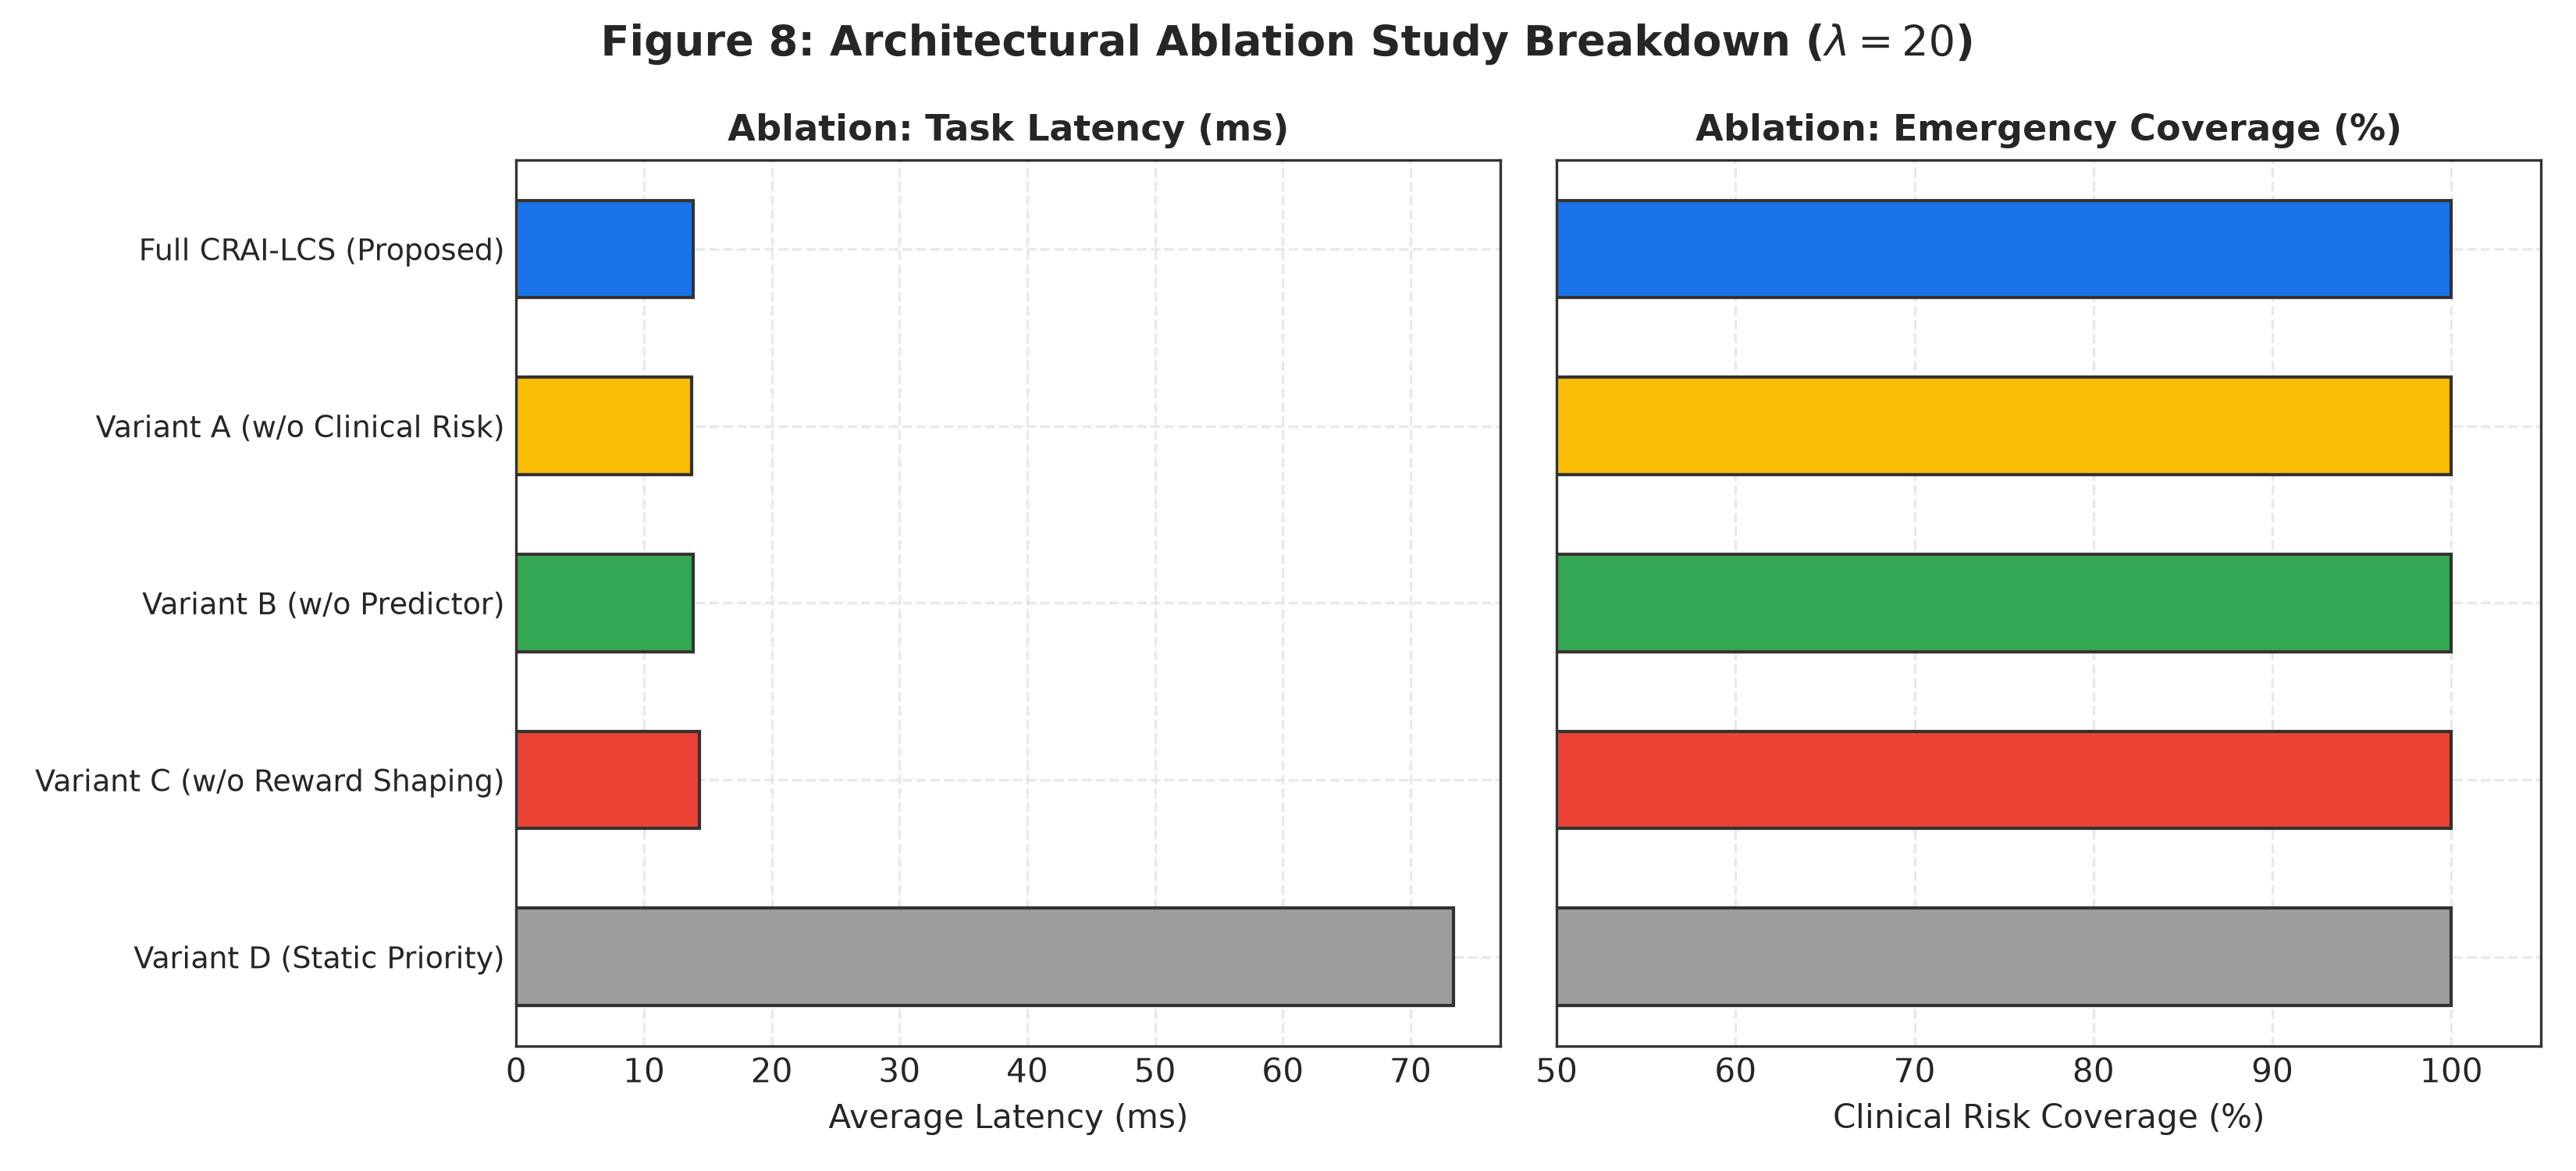 Figure 8: Architectural Ablation Study Breakdown (λ = 20)
Ablation: Task Latency (ms)
Full CRAI-LCS (Proposed)
Variant A (w/o Clinical Risk)
Variant B (w/o Predictor)
Variant C (w/o Reward Shaping)
Variant D (Static Priority)
0 10 20 30 40 50 60 70
Average Latency (ms)
Ablation: Emergency Coverage (%)
50 60 70 80 90 100
Clinical Risk Coverage (%)